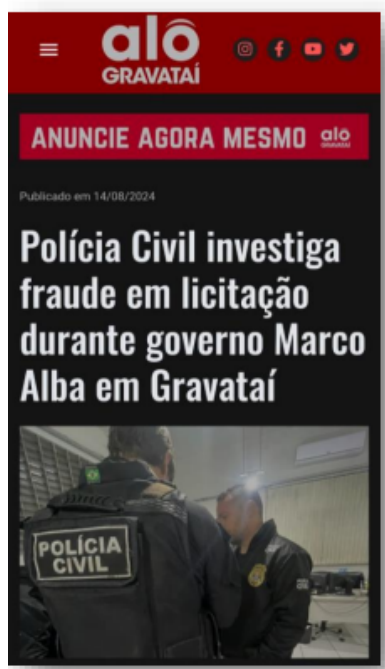 alô
GRAVATAÍ
ANUNCIE AGORA MESMO alô
Publicado em 14/08/2024
Polícia Civil investiga
fraude em licitação
durante governo Marco
Alba em Gravataí
POLÍCIA
CIVIL